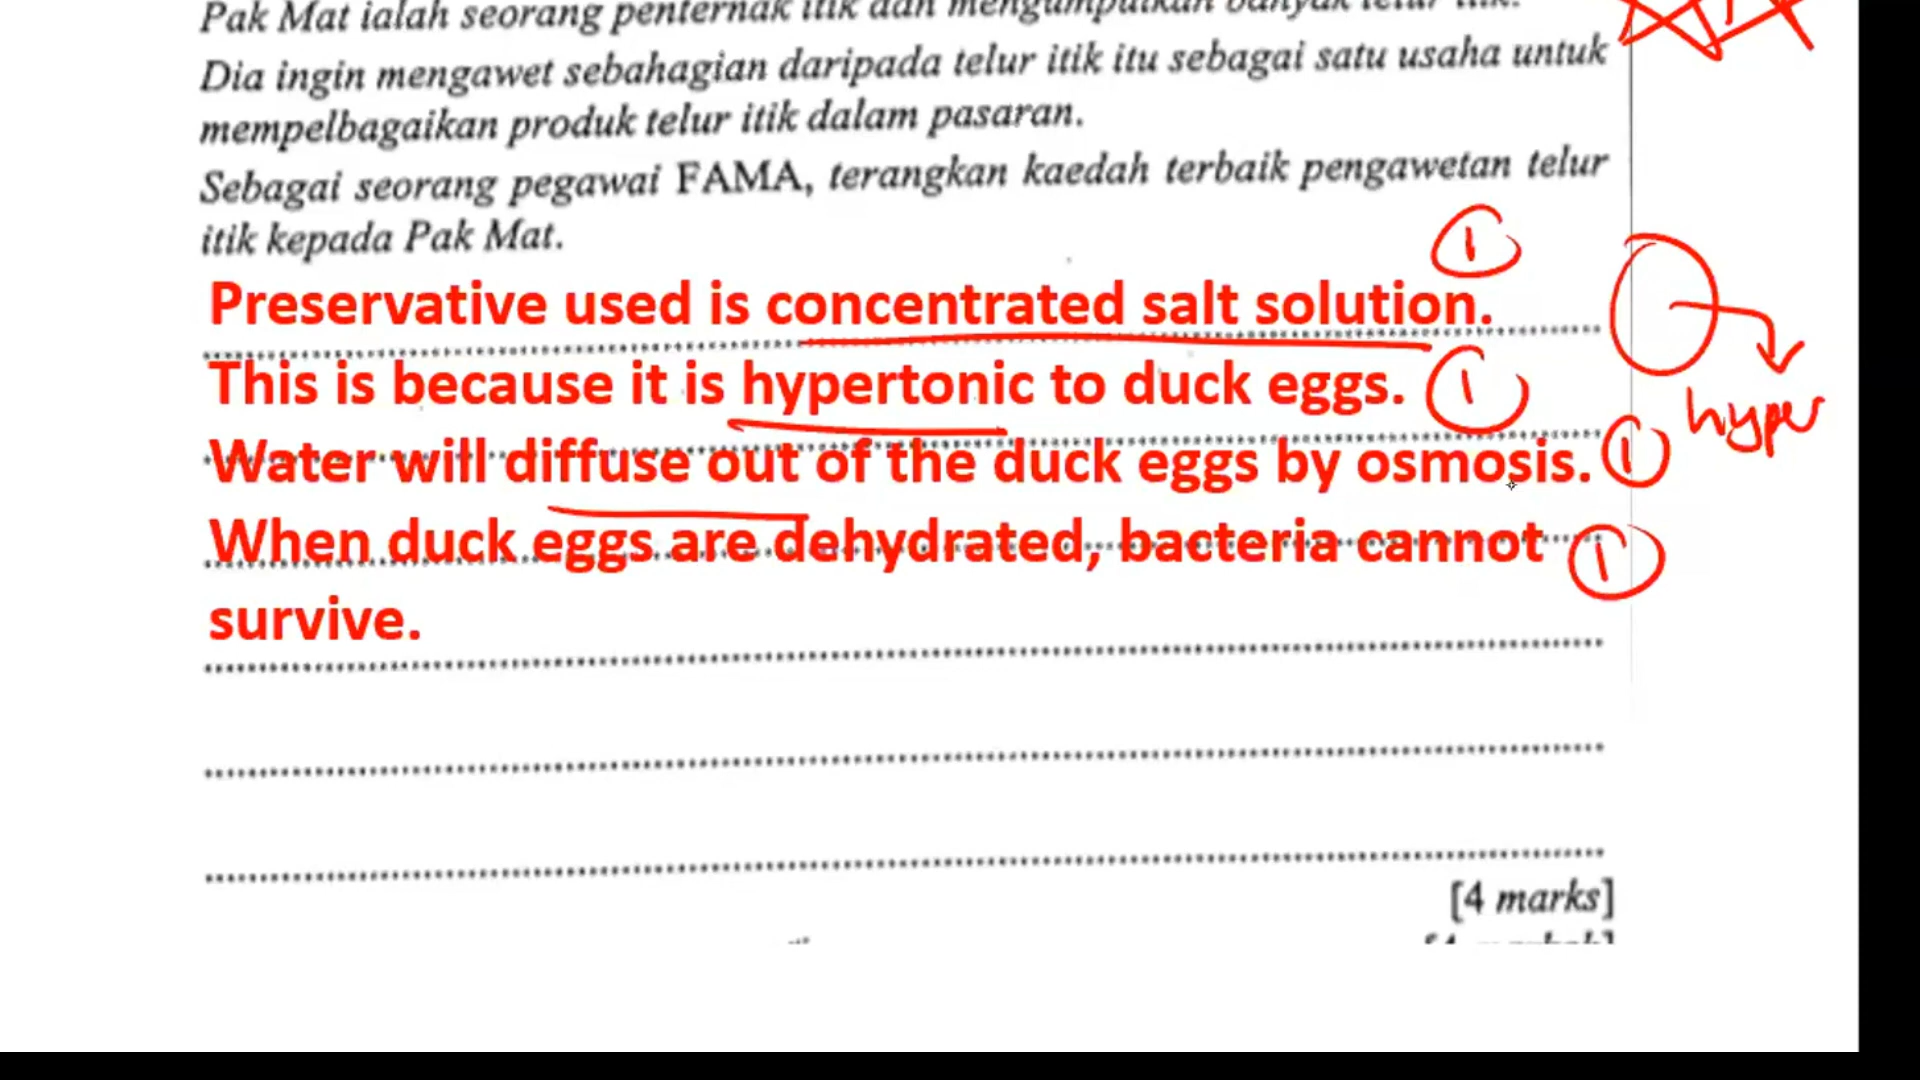 Pak Mat ialah seorang penternak itik dan mengumpulkan banyak telur itik.
Dia ingin mengawet sebahagian daripada telur itik itu sebagai satu usaha untuk
mempelbagaikan produk telur itik dalam pasaran.
Sebagai seorang pegawai FAMA, terangkan kaedah terbaik pengawetan telur
itik kepada Pak Mat.
1
Preservative used is concentrated salt solution.
This is because it is hypertonic to duck eggs. 1
hyper
Water will diffuse out of the duck eggs by osmosis. 1
When duck eggs are dehydrated, bacteria cannot 1
survive.
[4 marks]
[4 markah]